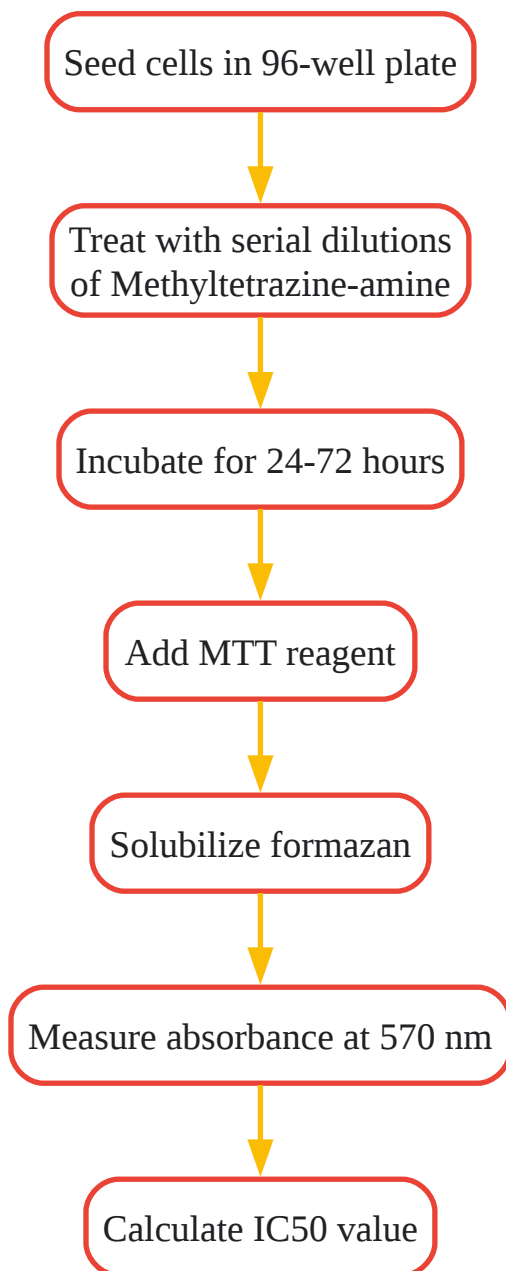 Seed cells in 96-well plate
Treat with serial dilutions
of Methyltetrazine-amine
Incubate for 24-72 hours
Add MTT reagent
Solubilize formazan
Measure absorbance at 570 nm
Calculate IC50 value